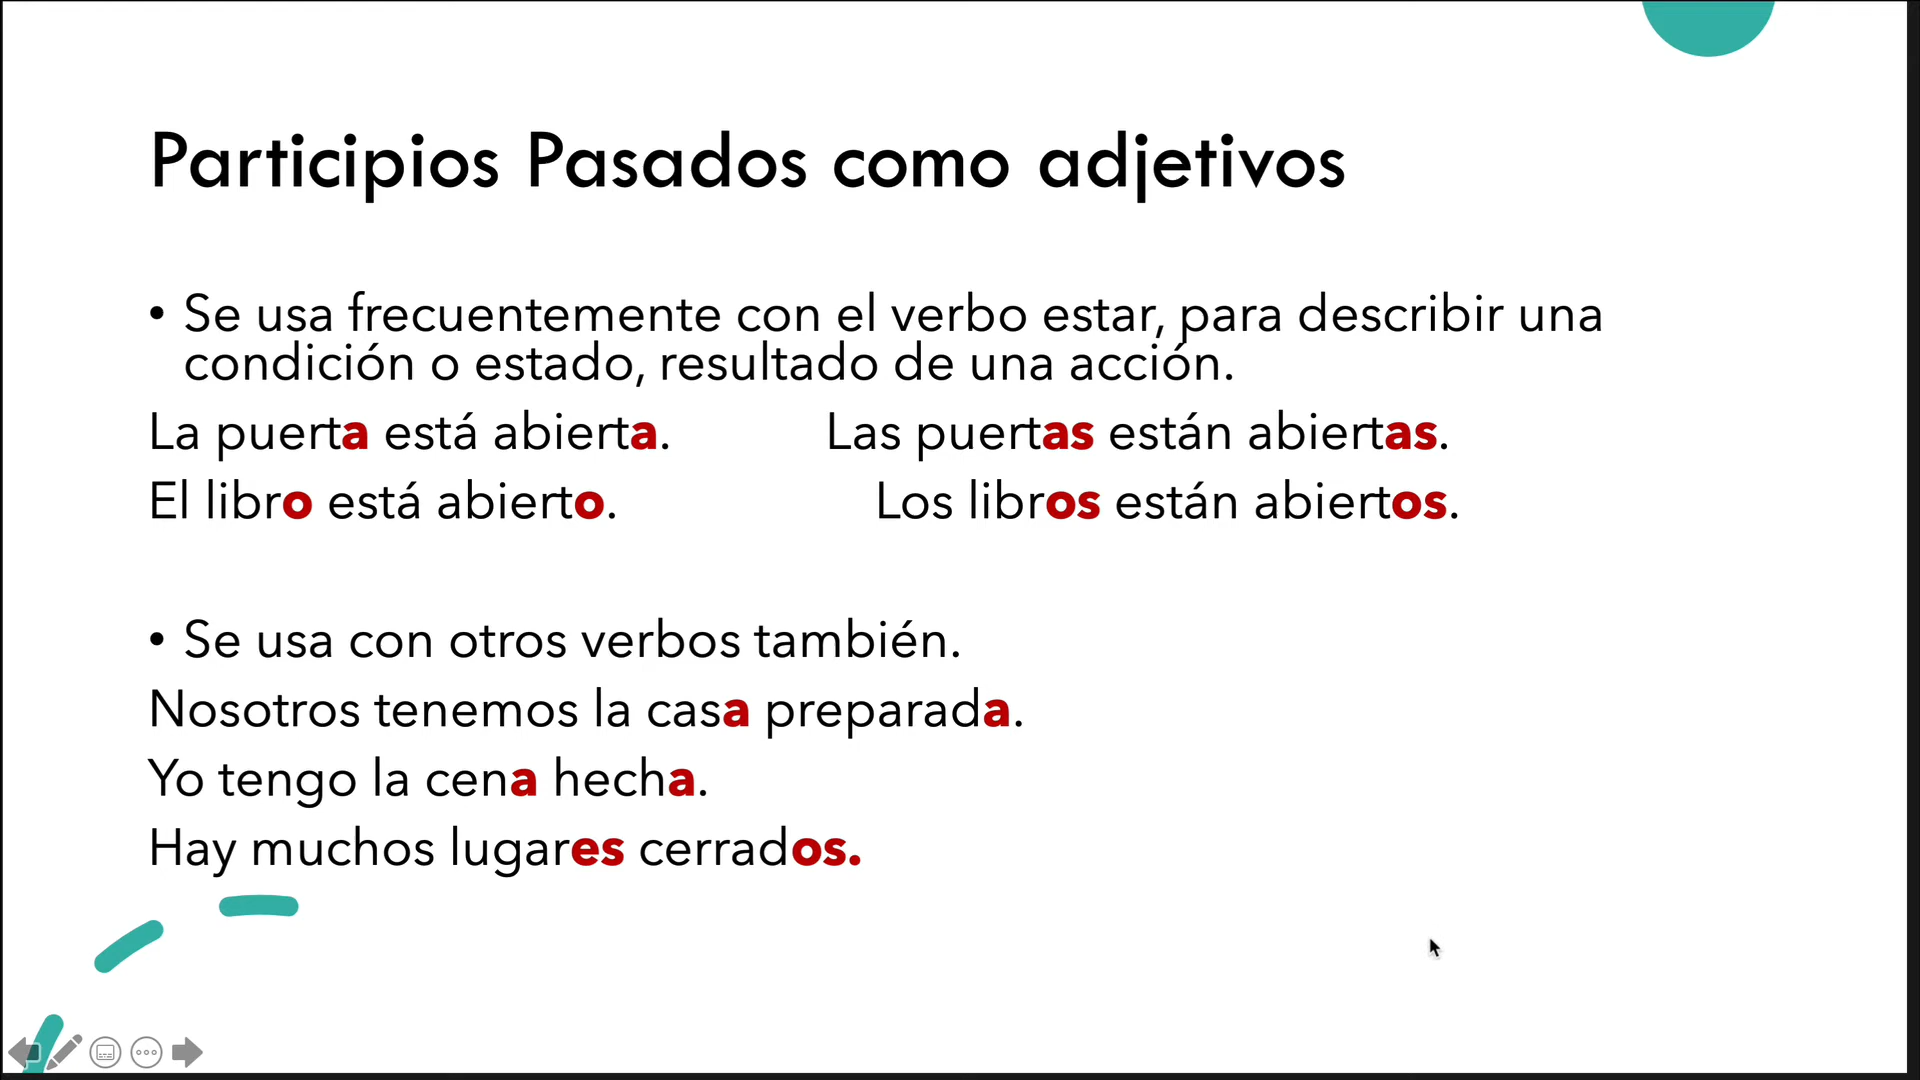 Participios Pasados como adjetivos
• Se usa frecuentemente con el verbo estar, para describir una
condición o estado, resultado de una acción.
La puerta está abierta. Las puertas están abiertas.
El libro está abierto. Los libros están abiertos.
• Se usa con otros verbos también.
Nosotros tenemos la casa preparada.
Yo tengo la cena hecha.
Hay muchos lugares cerrados.